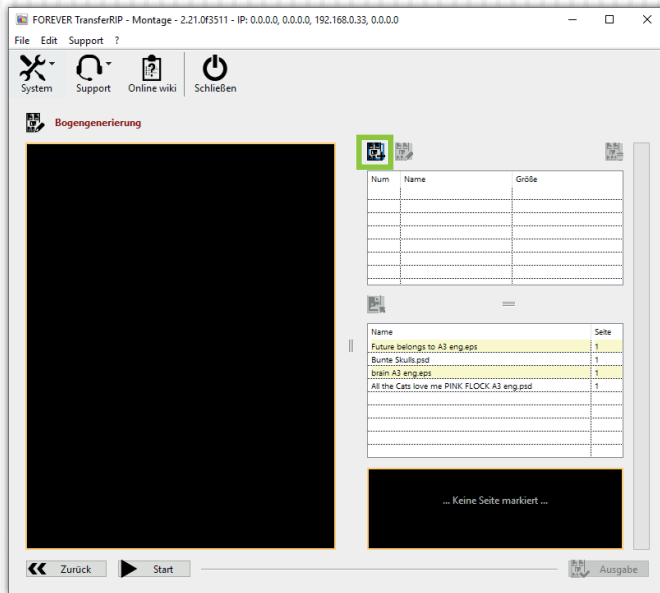 FOREVER TransferRIP - Montage - 2.21.0f3511 - IP: 0.0.0.0, 0.0.0.0, 192.168.0.33, 0.0.0.0
File Edit Support ?
System Support Online wiki Schließen
Bogengenerierung
Num Name Größe
Name Seite
Future belongs to A3 eng.eps 1
Bunte Skulls.psd 1
brain A3 eng.eps 1
All the Cats love me PINK FLOCK A3 eng.psd 1
... Keine Seite markiert ...
Zurück Start Ausgabe